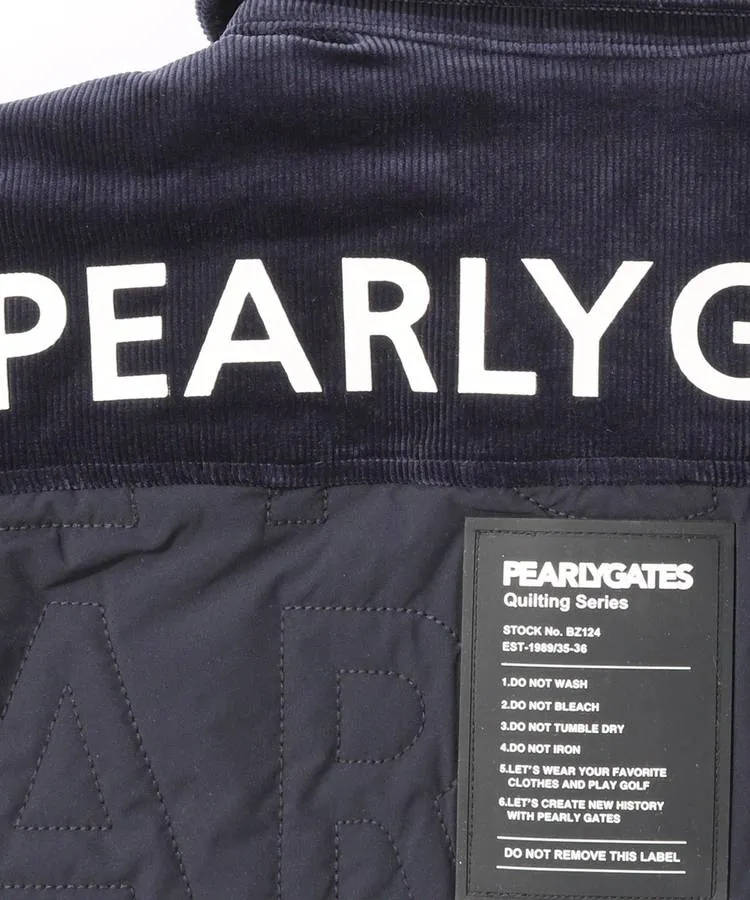 PEARLYG
PEARLYGATES
Quilting Series
STOCK No. BZ124
EST-1989/35-36
1.DO NOT WASH
2.DO NOT BLEACH
3.DO NOT TUMBLE DRY
4.DO NOT IRON
5.LET'S WEAR YOUR FAVORITE
CLOTHES AND PLAY GOLF
6.LET'S CREATE NEW HISTORY
WITH PEARLY GATES
DO NOT REMOVE THIS LABEL
AR